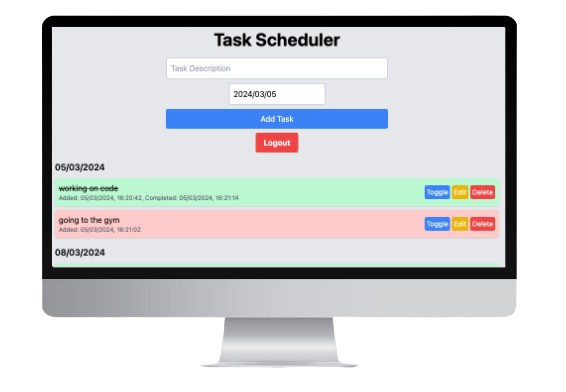 Task Scheduler
Task Description
2024/03/05
Add Task
Logout
05/03/2024
working on code
Toggle Edit Delete
Added: 05/03/2024, 16:20:42, Completed: 05/03/2024, 16:21:14
going to the gym
Toggle Edit Delete
Added: 05/03/2024, 16:21:02
08/03/2024